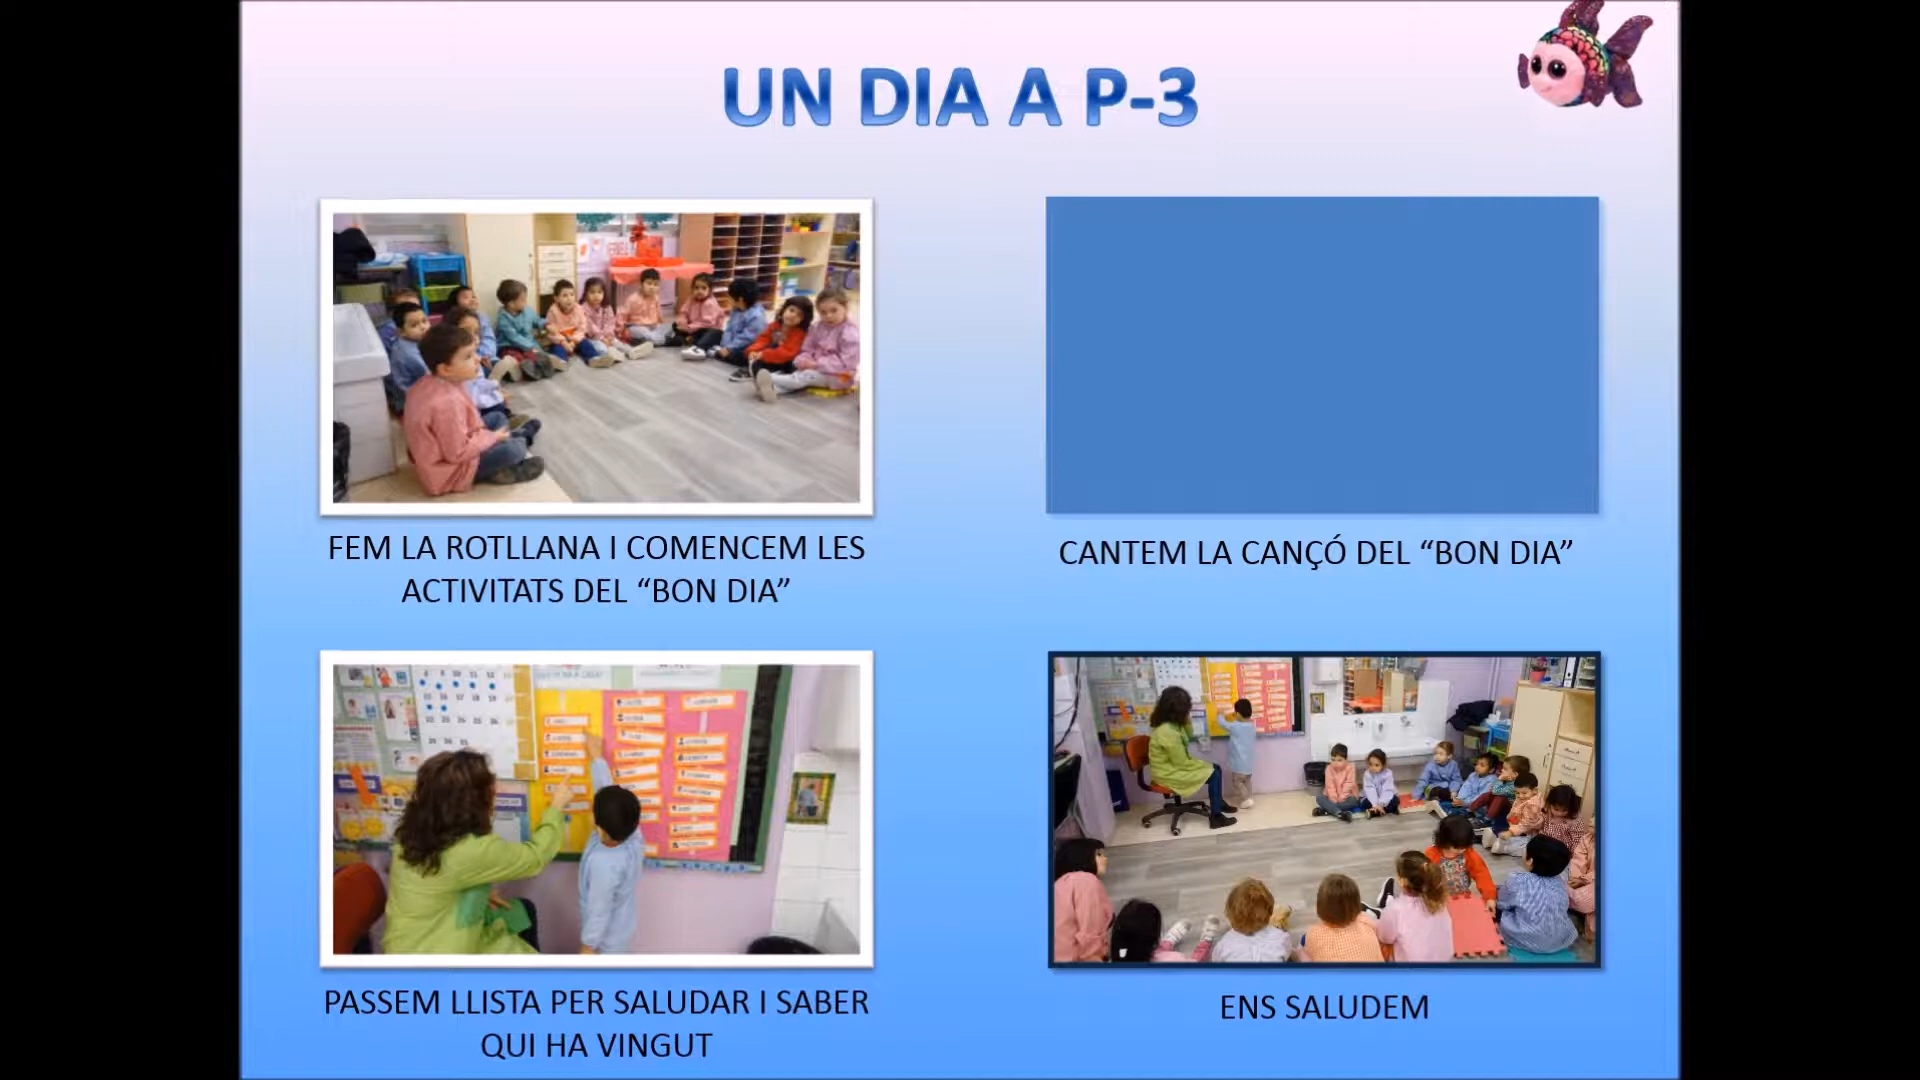 UN DIA A P-3
FEM LA ROTLLANA I COMENCEM LES
ACTIVITATS DEL “BON DIA”
CANTEM LA CANÇÓ DEL “BON DIA”
PASSEM LLISTA PER SALUDAR I SABER
QUI HA VINGUT
ENS SALUDEM